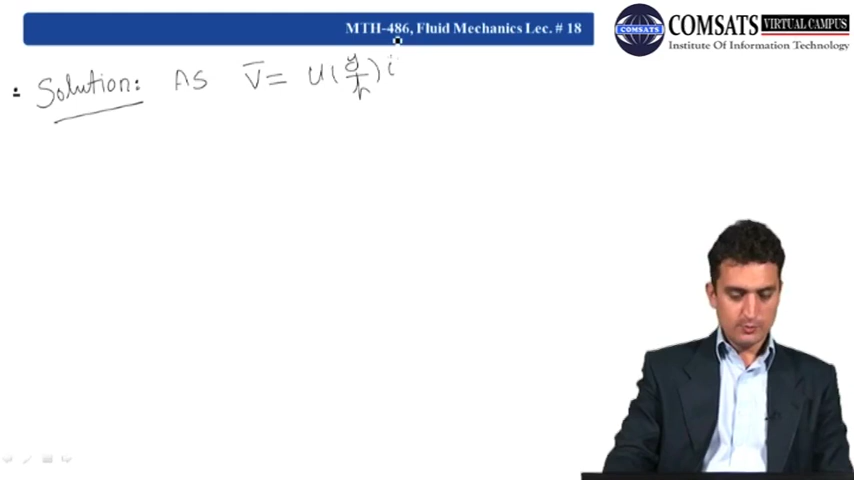 MTH-486, Fluid Mechanics Lec. # 18
COMSATS VIRTUAL CAMPUS
COMSATS
Institute Of Information Technology
Solution: AS V̄ = U(y/h) i